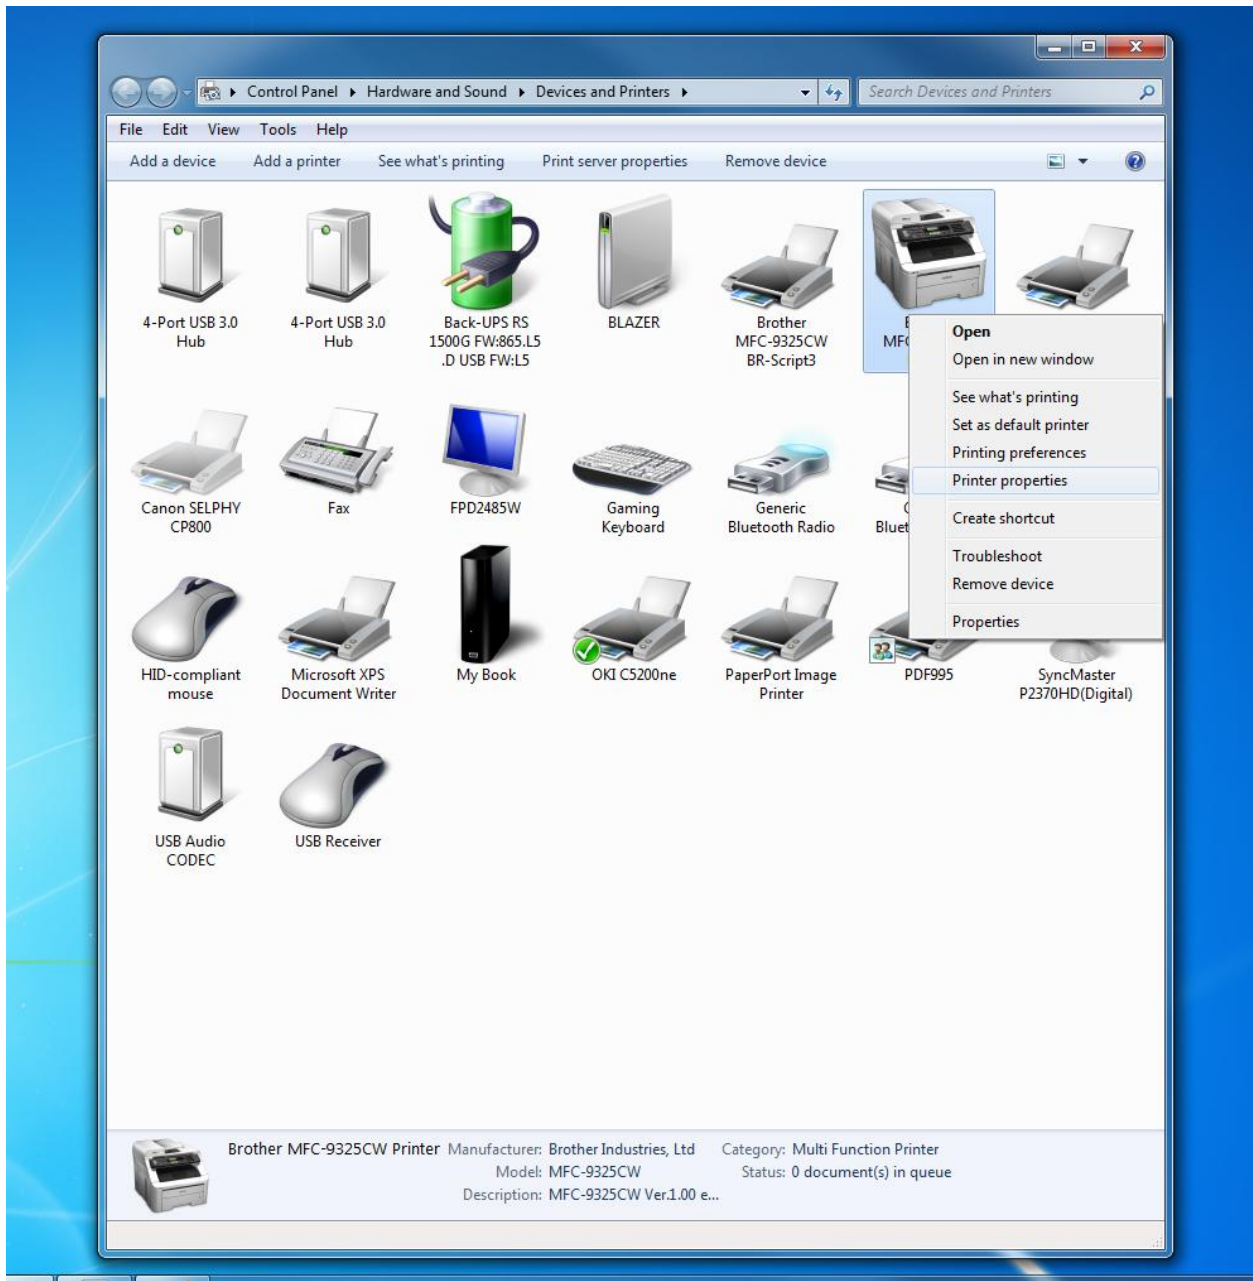 Control Panel Hardware and Sound Devices and Printers
Search Devices and Printers
File Edit View Tools Help
Add a device Add a printer See what's printing Print server properties Remove device
4-Port USB 3.0
Hub
4-Port USB 3.0
Hub
Back-UPS RS
1500G FW:865.L5
.D USB FW:L5
BLAZER
Brother
MFC-9325CW
BR-Script3
Open
Open in new window
See what's printing
Set as default printer
Printing preferences
Printer properties
Create shortcut
Troubleshoot
Remove device
Properties
Canon SELPHY
CP800
Fax
FPD2485W
Gaming
Keyboard
Generic
Bluetooth Radio
HID-compliant
mouse
Microsoft XPS
Document Writer
My Book
OKI C5200ne
PaperPort Image
Printer
PDF995
SyncMaster
P2370HD(Digital)
USB Audio
CODEC
USB Receiver
Brother MFC-9325CW Printer Manufacturer: Brother Industries, Ltd Category: Multi Function Printer
Model: MFC-9325CW Status: 0 document(s) in queue
Description: MFC-9325CW Ver.1.00 e...